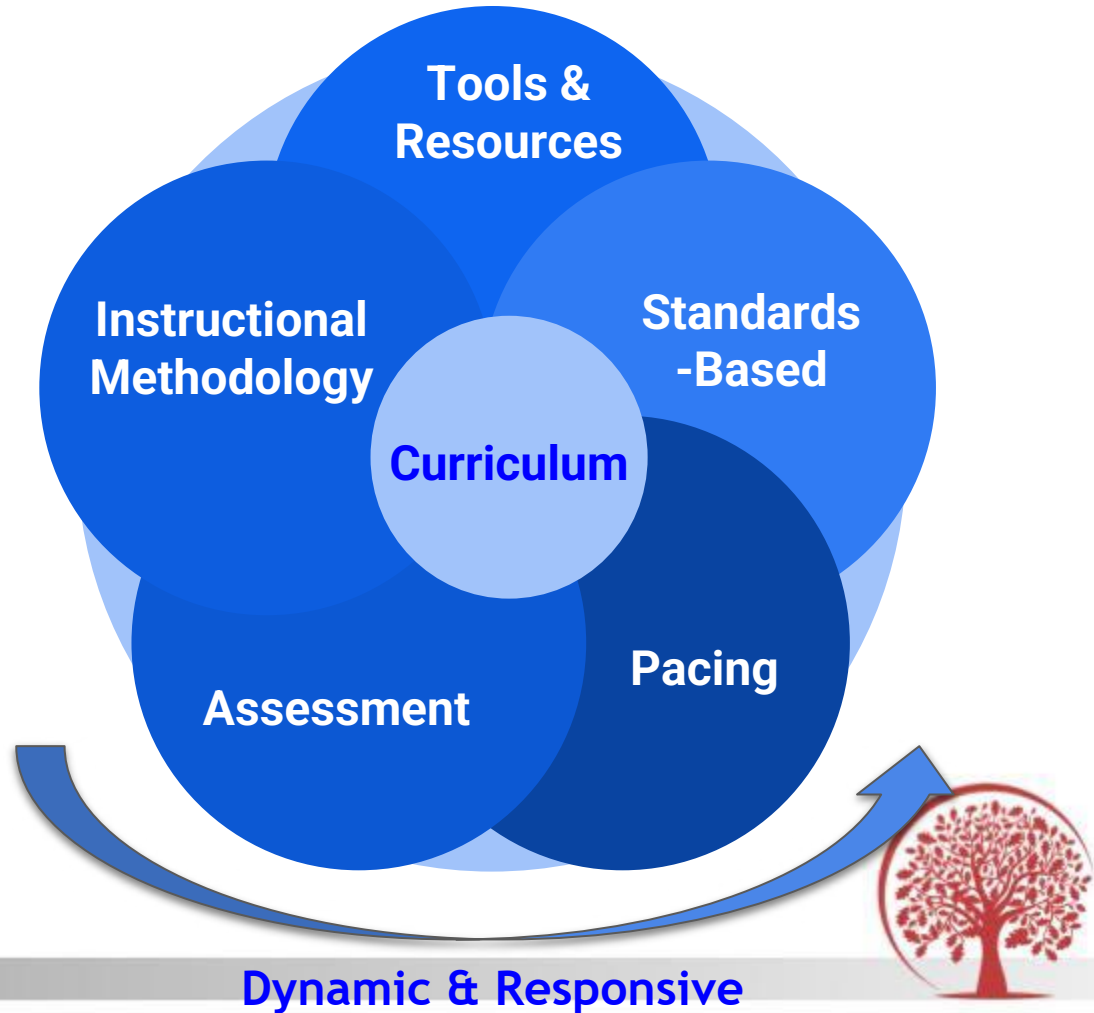 Tools &
Resources
Instructional
Methodology
Standards
-Based
Curriculum
Assessment
Pacing
Dynamic & Responsive